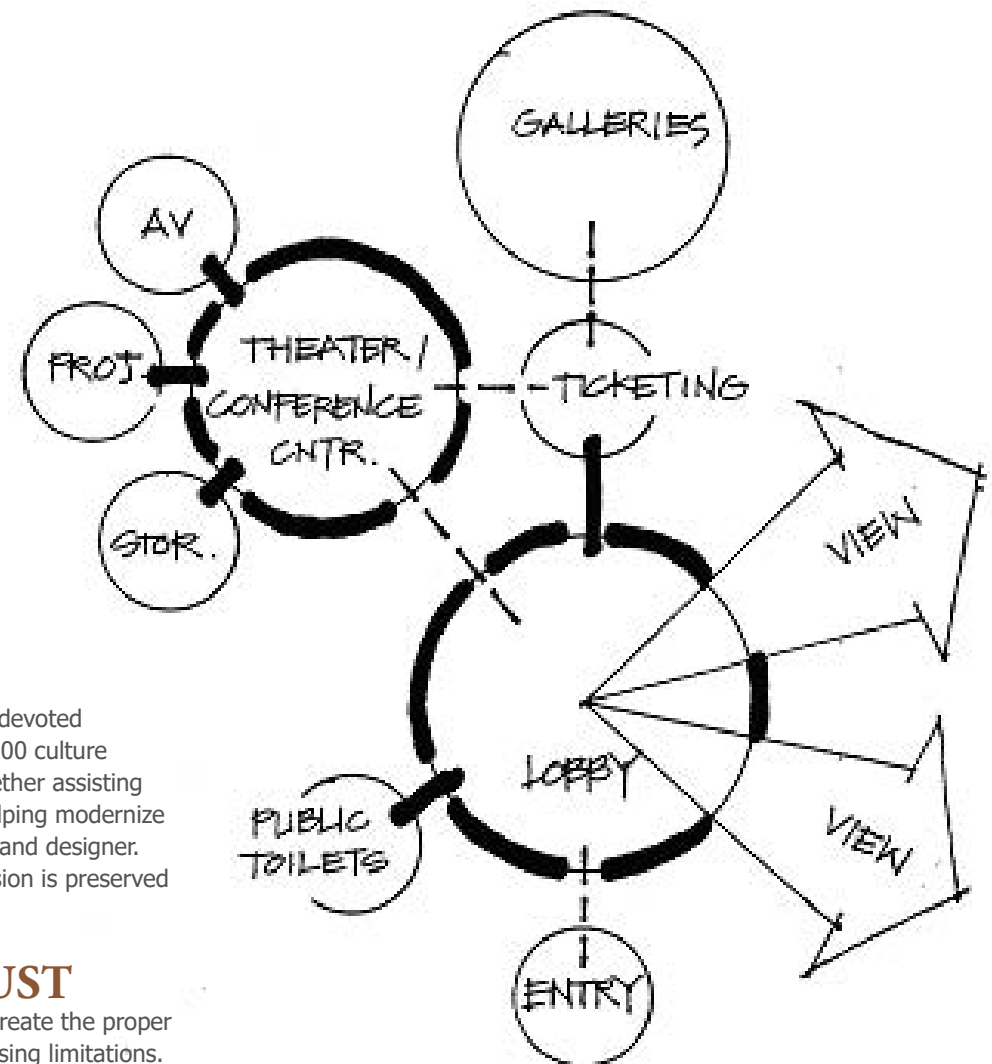 GALLERIES
AV
THEATER/
CONFERENCE
CNTR.
PROJ.
TICKETING
STOR.
VIEW
LOBBY
VIEW
PUBLIC
TOILETS
ENTRY
devoted
00 culture
ether assisting
lping modernize
and designer.
sion is preserved
UST
reate the proper
sing limitations.